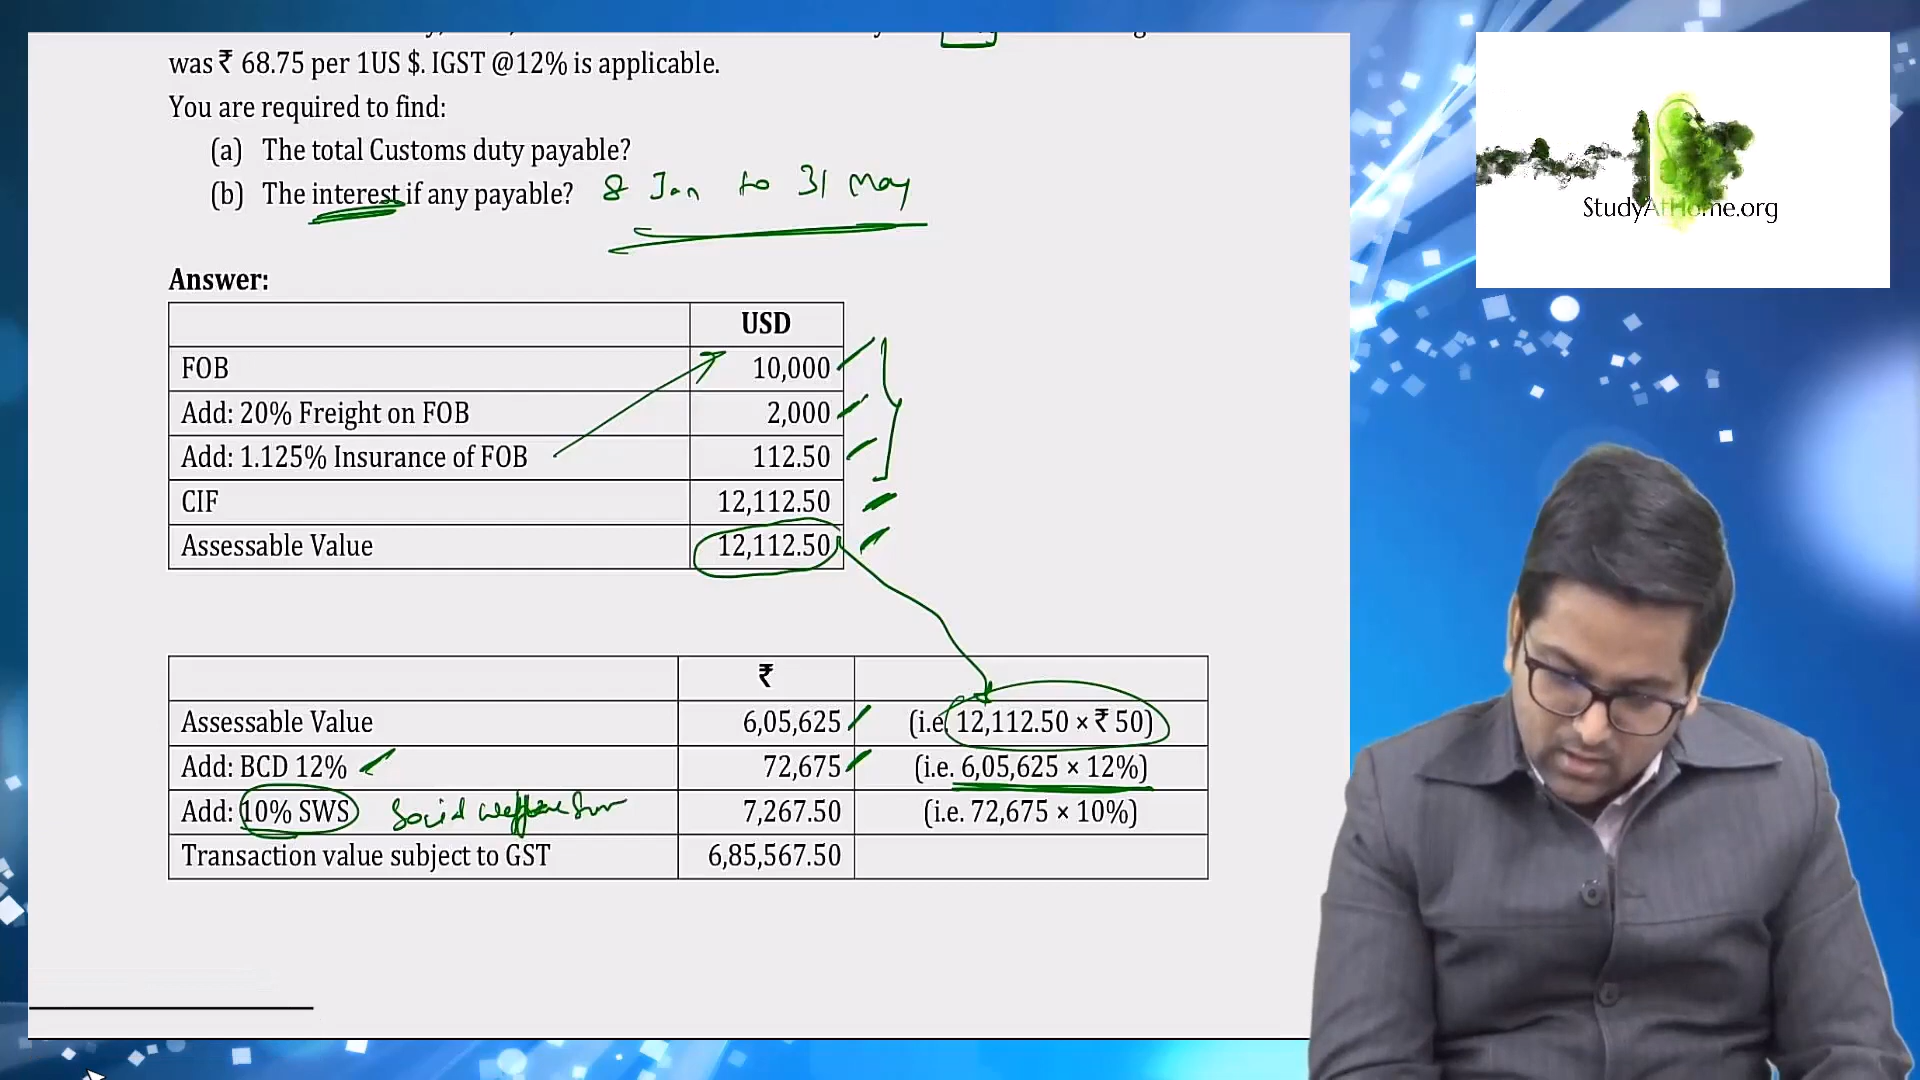 was ₹ 68.75 per 1US $. IGST @12% is applicable.
You are required to find:
(a) The total Customs duty payable?
(b) The interest if any payable? 8 Jan to 31 May
Answer:
USD
FOB 10,000
Add: 20% Freight on FOB 2,000
Add: 1.125% Insurance of FOB 112.50
CIF 12,112.50
Assessable Value 12,112.50
₹
Assessable Value 6,05,625 (i.e. 12,112.50 × ₹ 50)
Add: BCD 12% 72,675 (i.e. 6,05,625 × 12%)
Add: 10% SWS Social 7,267.50 (i.e. 72,675 × 10%)
Transaction value subject to GST 6,85,567.50
StudyAtHome.org